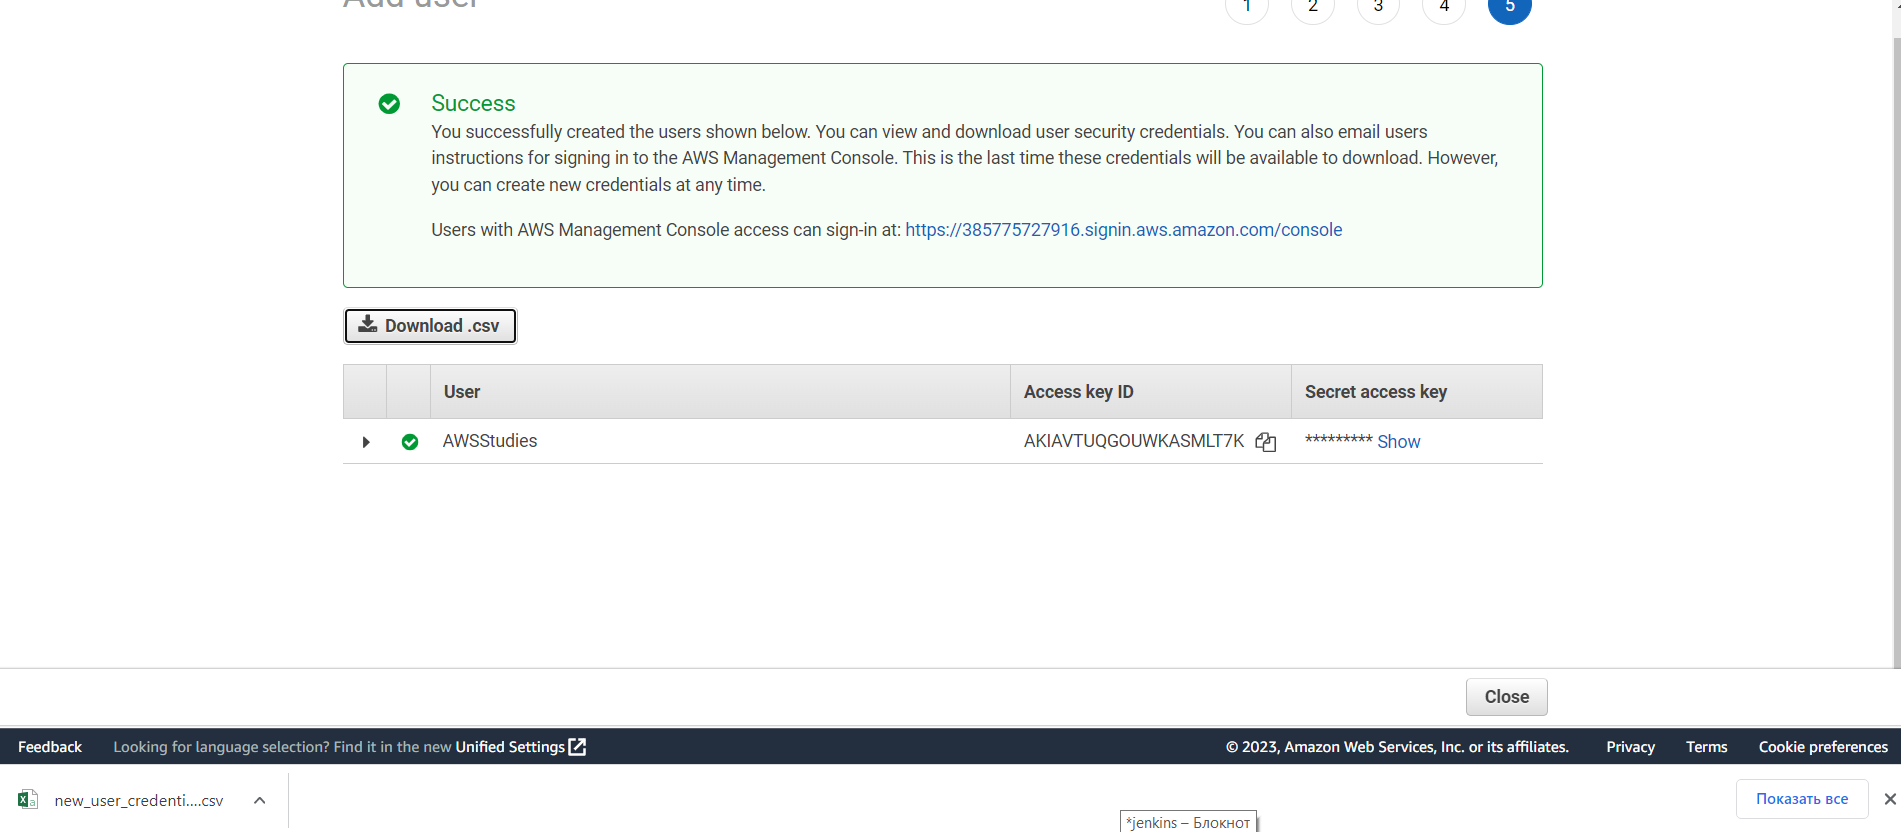 Add user
1 2 3 4 5
Success
You successfully created the users shown below. You can view and download user security credentials. You can also email users
instructions for signing in to the AWS Management Console. This is the last time these credentials will be available to download. However,
you can create new credentials at any time.
Users with AWS Management Console access can sign-in at: https://385775727916.signin.aws.amazon.com/console
Download .csv
User Access key ID Secret access key
AWSStudies AKIAVTUQGOUWKASMLT7K ********* Show
Close
Feedback Looking for language selection? Find it in the new Unified Settings © 2023, Amazon Web Services, Inc. or its affiliates. Privacy Terms Cookie preferences
new_user_credenti....csv Показать все
*jenkins – Блокнот